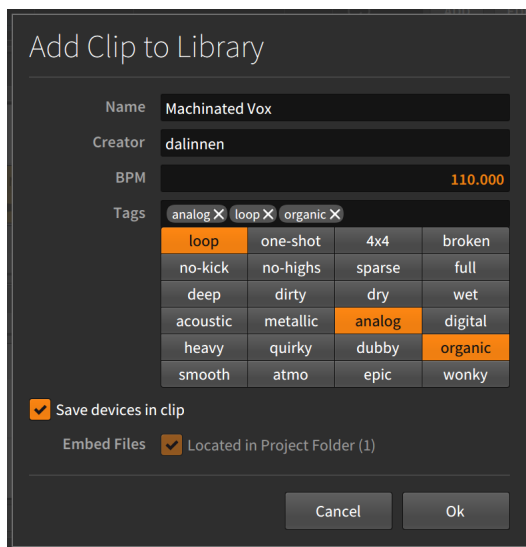 Add Clip to Library
Name Machinated Vox
Creator dalinnen
BPM 110.000
Tags analog X loop X organic X
loop one-shot 4x4 broken
no-kick no-highs sparse full
deep dirty dry wet
acoustic metallic analog digital
heavy quirky dubby organic
smooth atmo epic wonky
Save devices in clip
Embed Files Located in Project Folder (1)
Cancel Ok